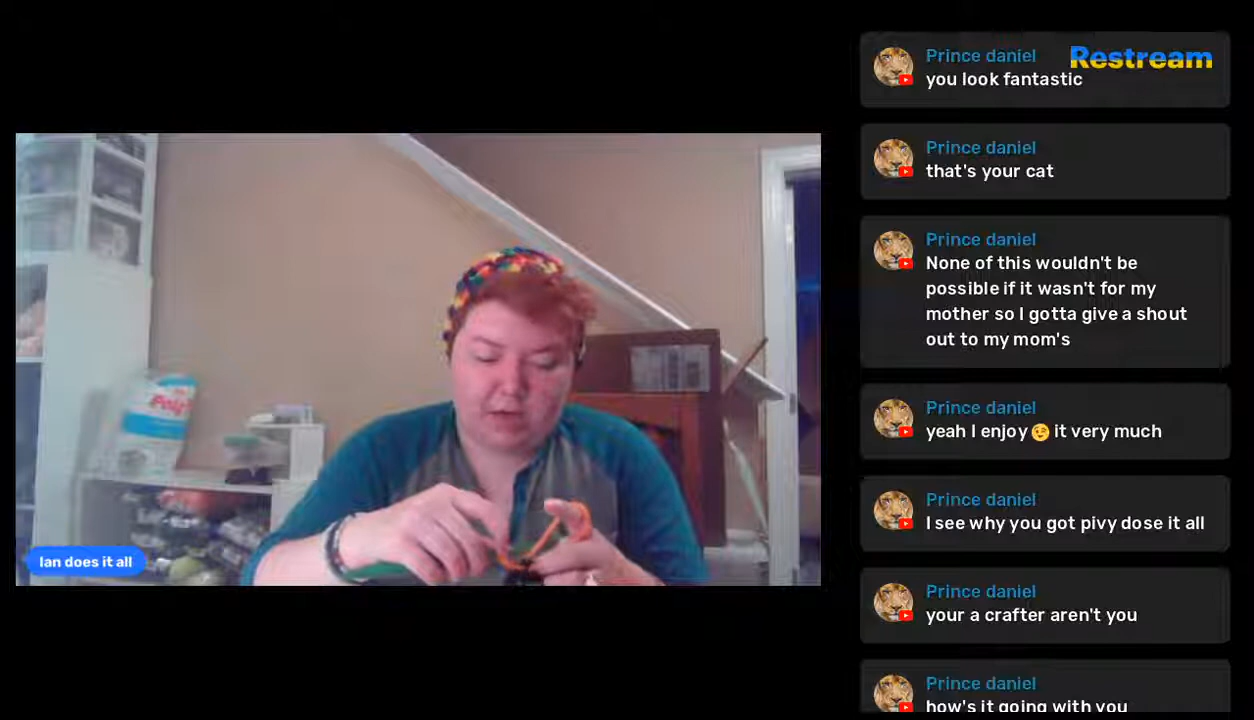 Prince daniel
Restream
you look fantastic
Prince daniel
that's your cat
Prince daniel
None of this wouldn't be
possible if it wasn't for my
mother so I gotta give a shout
out to my mom's
Prince daniel
yeah I enjoy 😉 it very much
Prince daniel
I see why you got pivy dose it all
Prince daniel
your a crafter aren't you
Prince daniel
how's it going with you
Ian does it all